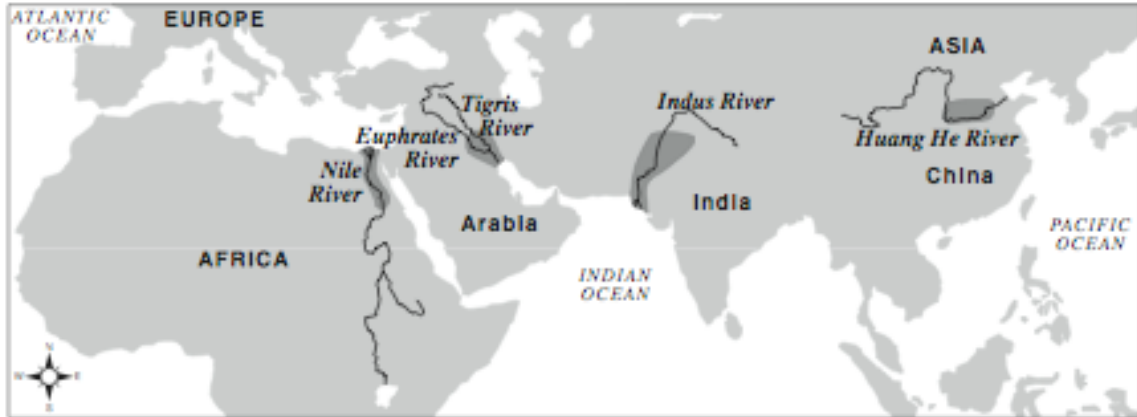 ATLANTIC
OCEAN
EUROPE
ASIA
Tigris
River
Indus River
Euphrates
River
Huang He River
Nile
River
China
India
Arabia
PACIFIC
OCEAN
AFRICA
INDIAN
OCEAN
N
W
E
S